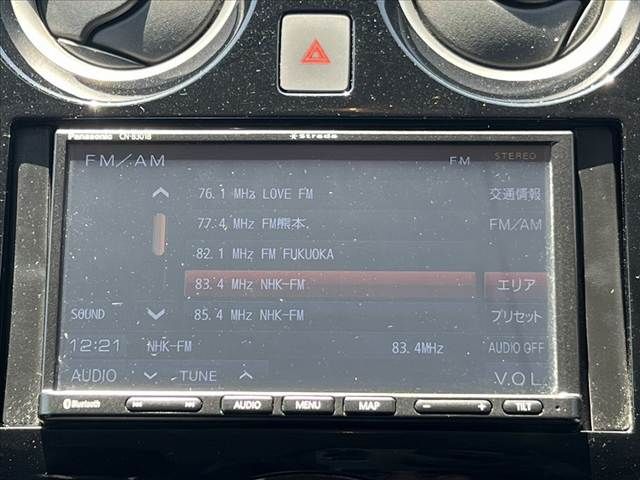 Panasonic CN-R301B Strada
FM/AM FM STEREO
76.1 MHz LOVE FM 交通情報
77.4 MHz FM熊本 FM/AM
82.1 MHz FM FUKUOKA
83.4 MHz NHK-FM エリア
SOUND 85.4 MHz NHK-FM プリセット
12:21 NHK-FM 83.4MHz AUDIO OFF
AUDIO TUNE V.O.L.
Bluetooth AUDIO MENU MAP - + TILT